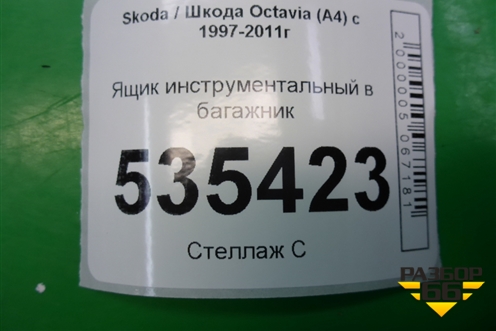 Skoda / Шкода Octavia (A4) с
1997-2011г
Ящик инструментальный в
багажник
535423
Стеллаж С
2000005067181
РАЗБОР
66